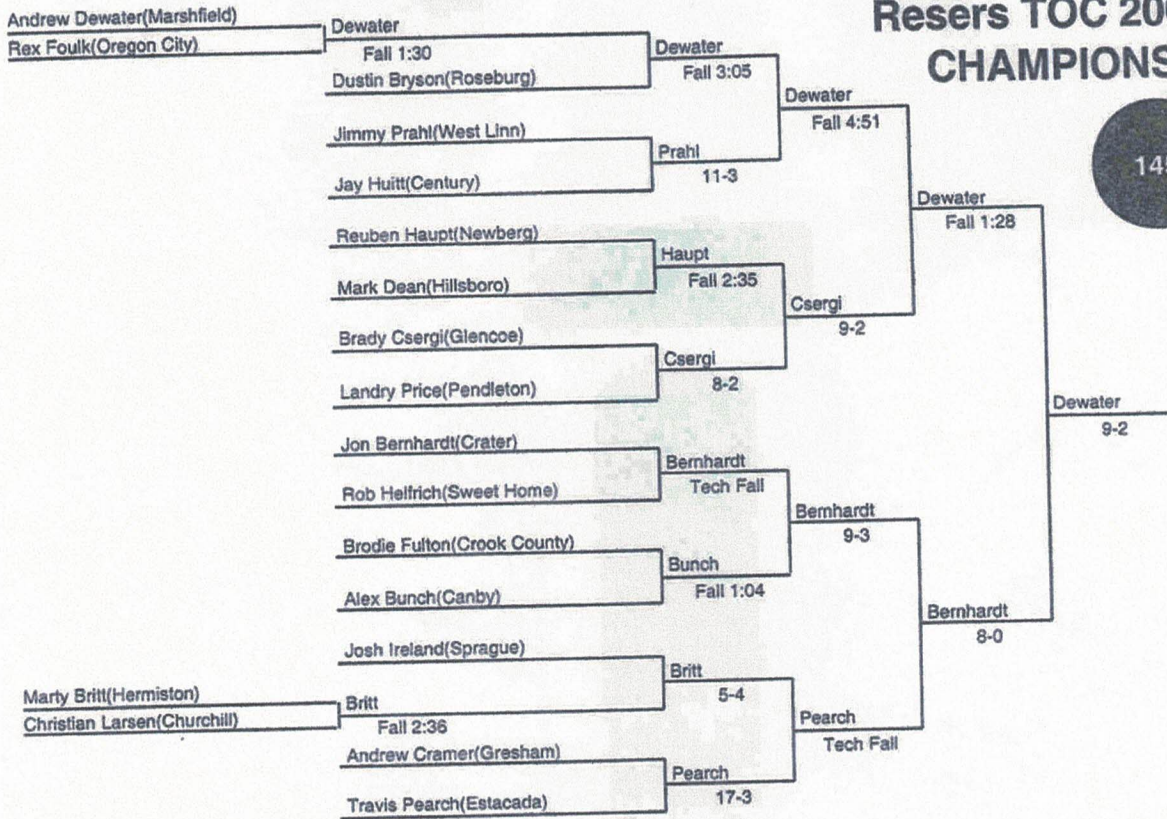 Resers TOC 200
CHAMPIONS
Andrew Dewater(Marshfield)
Rex Foulk(Oregon City)
Dewater
Fall 1:30
Dustin Bryson(Roseburg)
Dewater
Fall 3:05
Jimmy Prahl(West Linn)
Jay Huitt(Century)
Prahl
11-3
Dewater
Fall 4:51
Reuben Haupt(Newberg)
Mark Dean(Hillsboro)
Haupt
Fall 2:35
Brady Csergi(Glencoe)
Landry Price(Pendleton)
Csergi
8-2
Csergi
9-2
Dewater
Fall 1:28
Jon Bernhardt(Crater)
Rob Helfrich(Sweet Home)
Bernhardt
Tech Fall
Brodie Fulton(Crook County)
Alex Bunch(Canby)
Bunch
Fall 1:04
Bernhardt
9-3
Josh Ireland(Sprague)
Marty Britt(Hermiston)
Christian Larsen(Churchill)
Britt
Fall 2:36
Britt
5-4
Andrew Cramer(Gresham)
Travis Pearch(Estacada)
Pearch
17-3
Pearch
Tech Fall
Bernhardt
8-0
Dewater
9-2